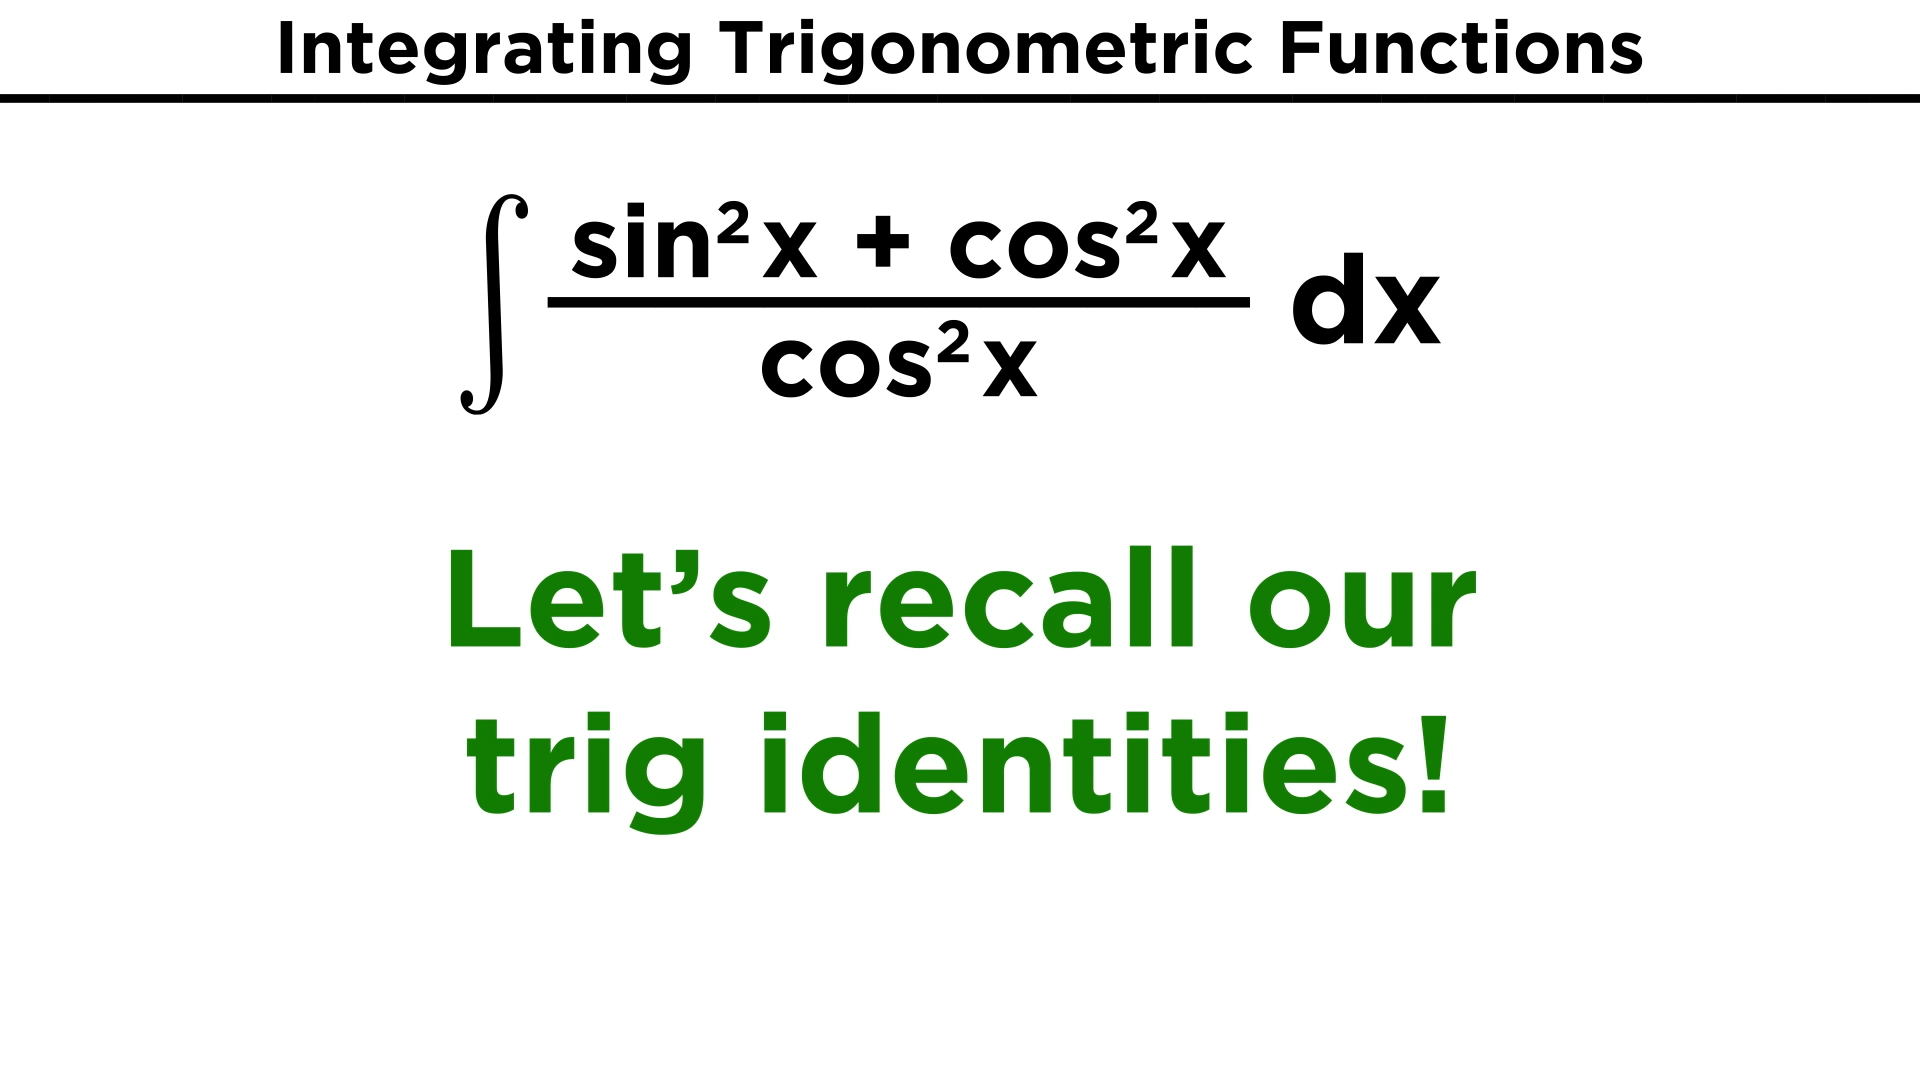 Integrating Trigonometric Functions
∫ sin²x + cos²x dx
cos²x
Let’s recall our
trig identities!